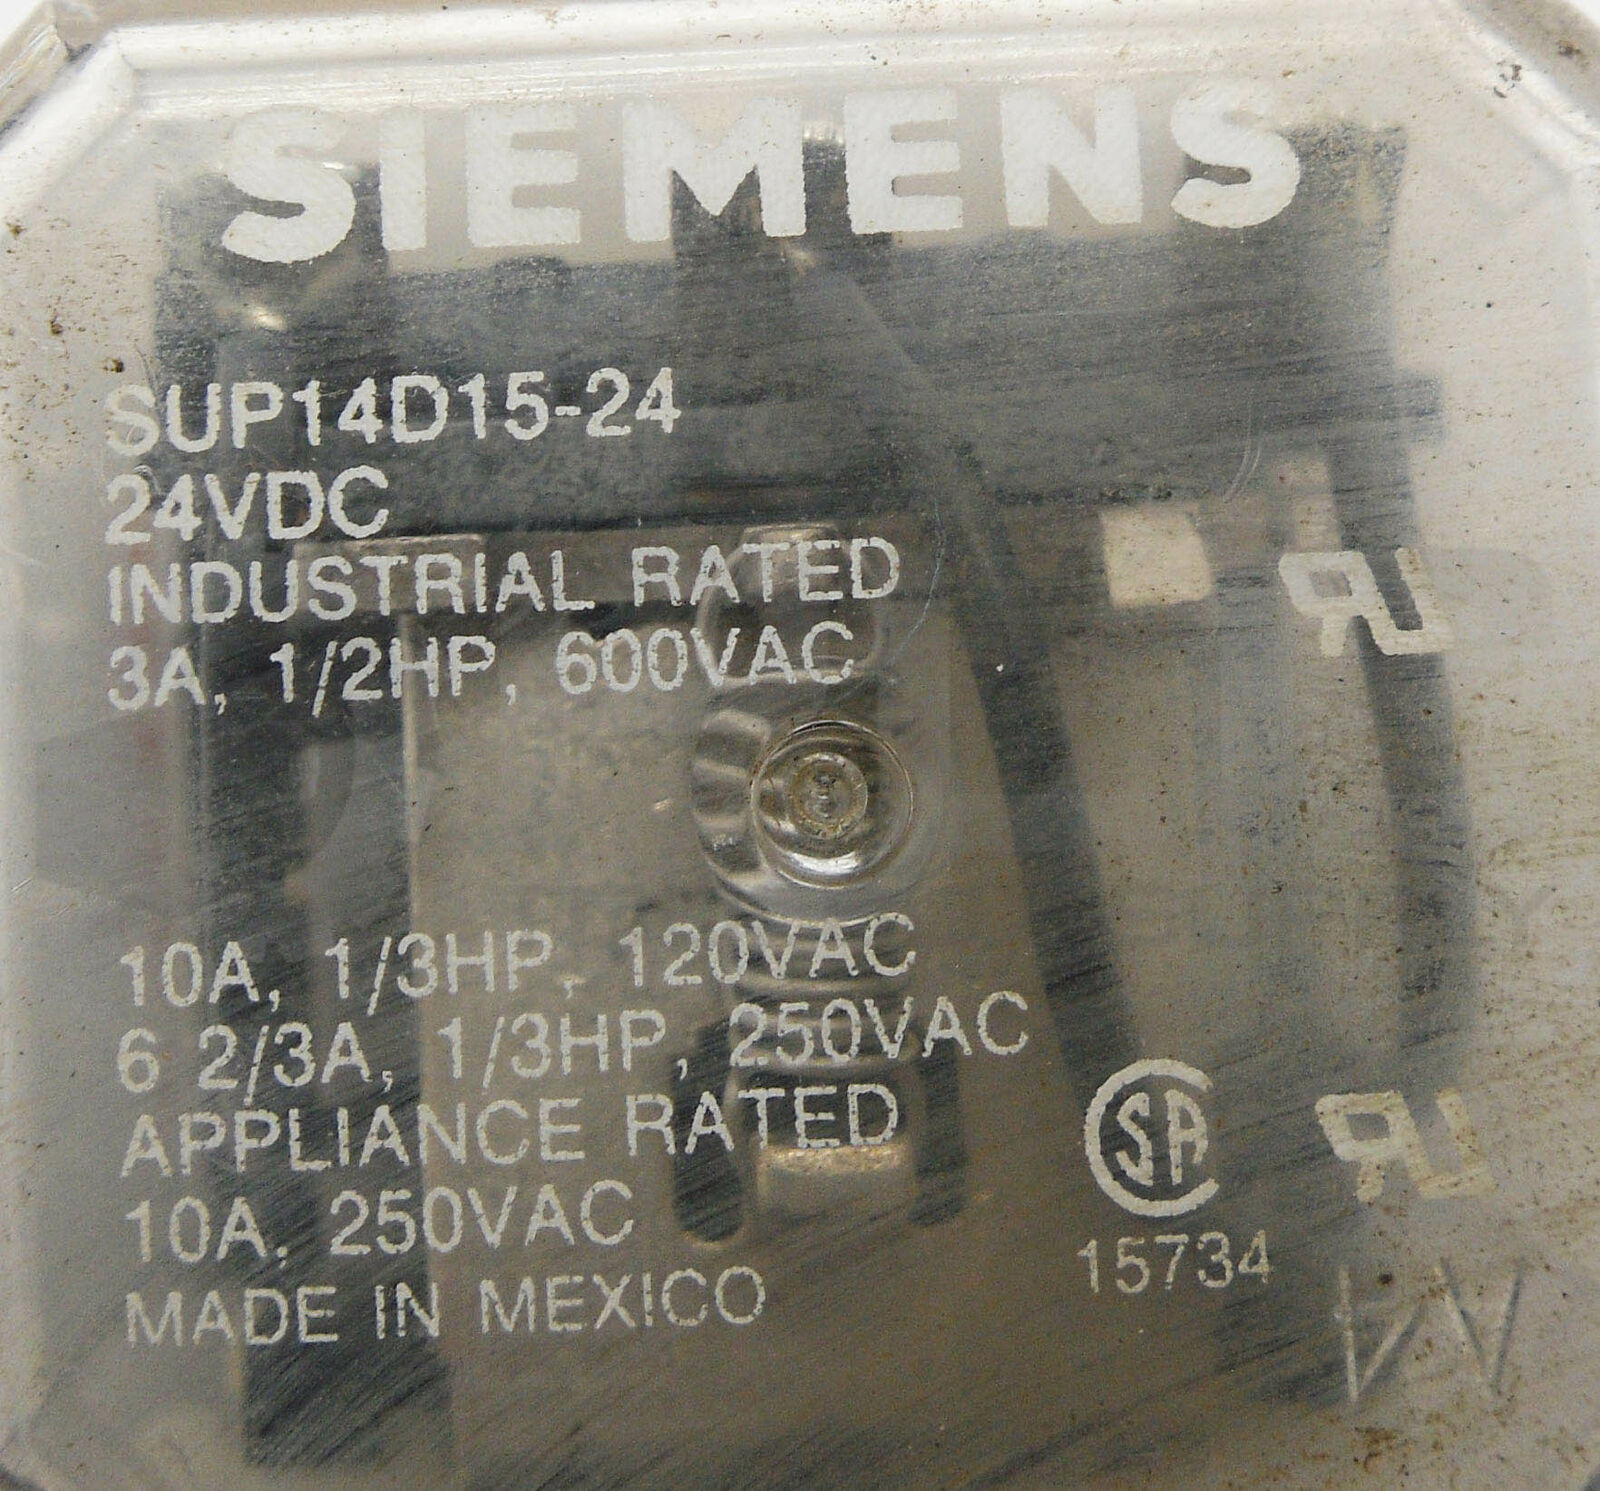 SIEMENS
SUP14D15-24
24VDC
INDUSTRIAL RATED
3A, 1/2HP, 600VAC
10A, 1/3HP, 120VAC
6 2/3A, 1/3HP, 250VAC
APPLIANCE RATED
10A, 250VAC
MADE IN MEXICO
SA
15734